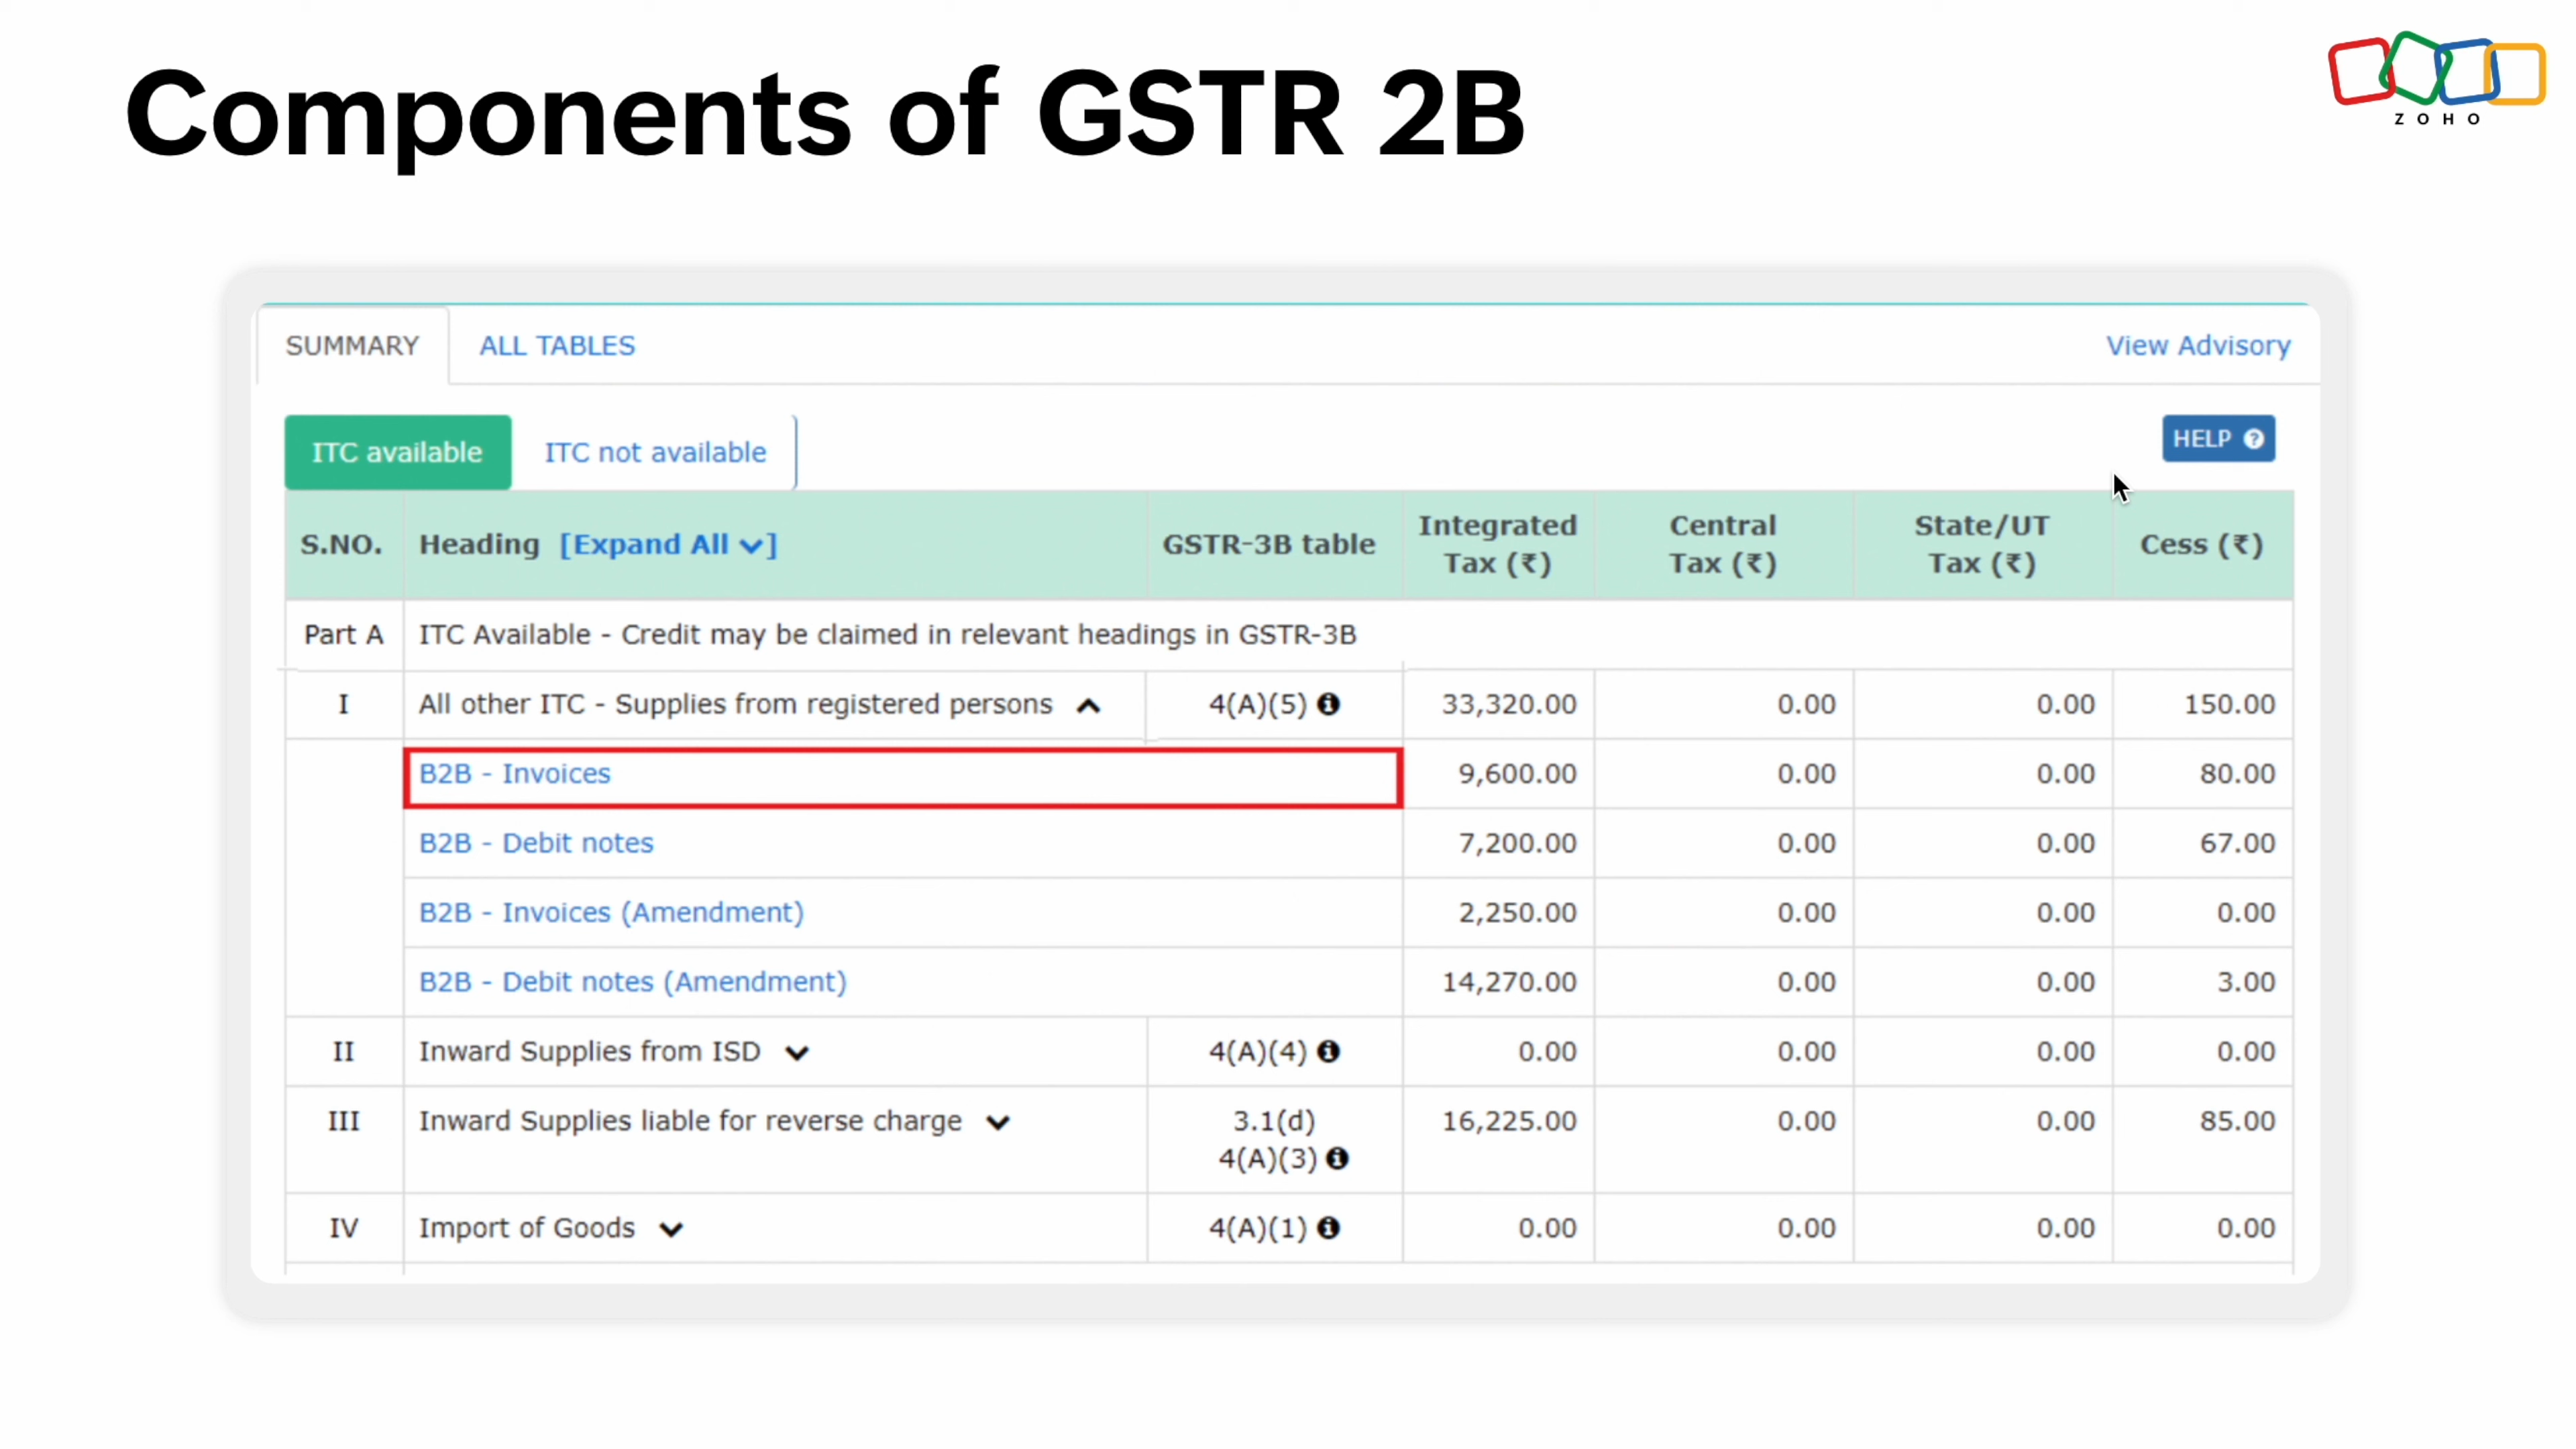 Components of GSTR 2B
ZOHO
SUMMARY
ALL TABLES
View Advisory
ITC available
ITC not available
HELP
S.NO.
Heading [Expand All]
GSTR-3B table
Integrated
Tax (₹)
Central
Tax (₹)
State/UT
Tax (₹)
Cess (₹)
Part A ITC Available - Credit may be claimed in relevant headings in GSTR-3B
I All other ITC - Supplies from registered persons 4(A)(5) 33,320.00 0.00 0.00 150.00
B2B - Invoices 9,600.00 0.00 0.00 80.00
B2B - Debit notes 7,200.00 0.00 0.00 67.00
B2B - Invoices (Amendment) 2,250.00 0.00 0.00 0.00
B2B - Debit notes (Amendment) 14,270.00 0.00 0.00 3.00
II Inward Supplies from ISD 4(A)(4) 0.00 0.00 0.00 0.00
III Inward Supplies liable for reverse charge 3.1(d) 16,225.00 0.00 0.00 85.00
4(A)(3)
IV Import of Goods 4(A)(1) 0.00 0.00 0.00 0.00